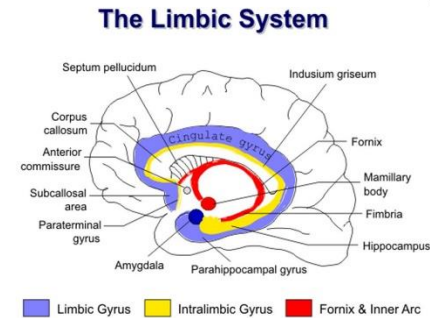 The Limbic System
Septum pellucidum
Indusium griseum
Corpus
callosum
Cingulate gyrus
Fornix
Anterior
commissure
Mamillary
body
Subcallosal
area
Fimbria
Paraterminal
gyrus
Hippocampus
Amygdala
Parahippocampal gyrus
Limbic Gyrus
Intralimbic Gyrus
Fornix & Inner Arc